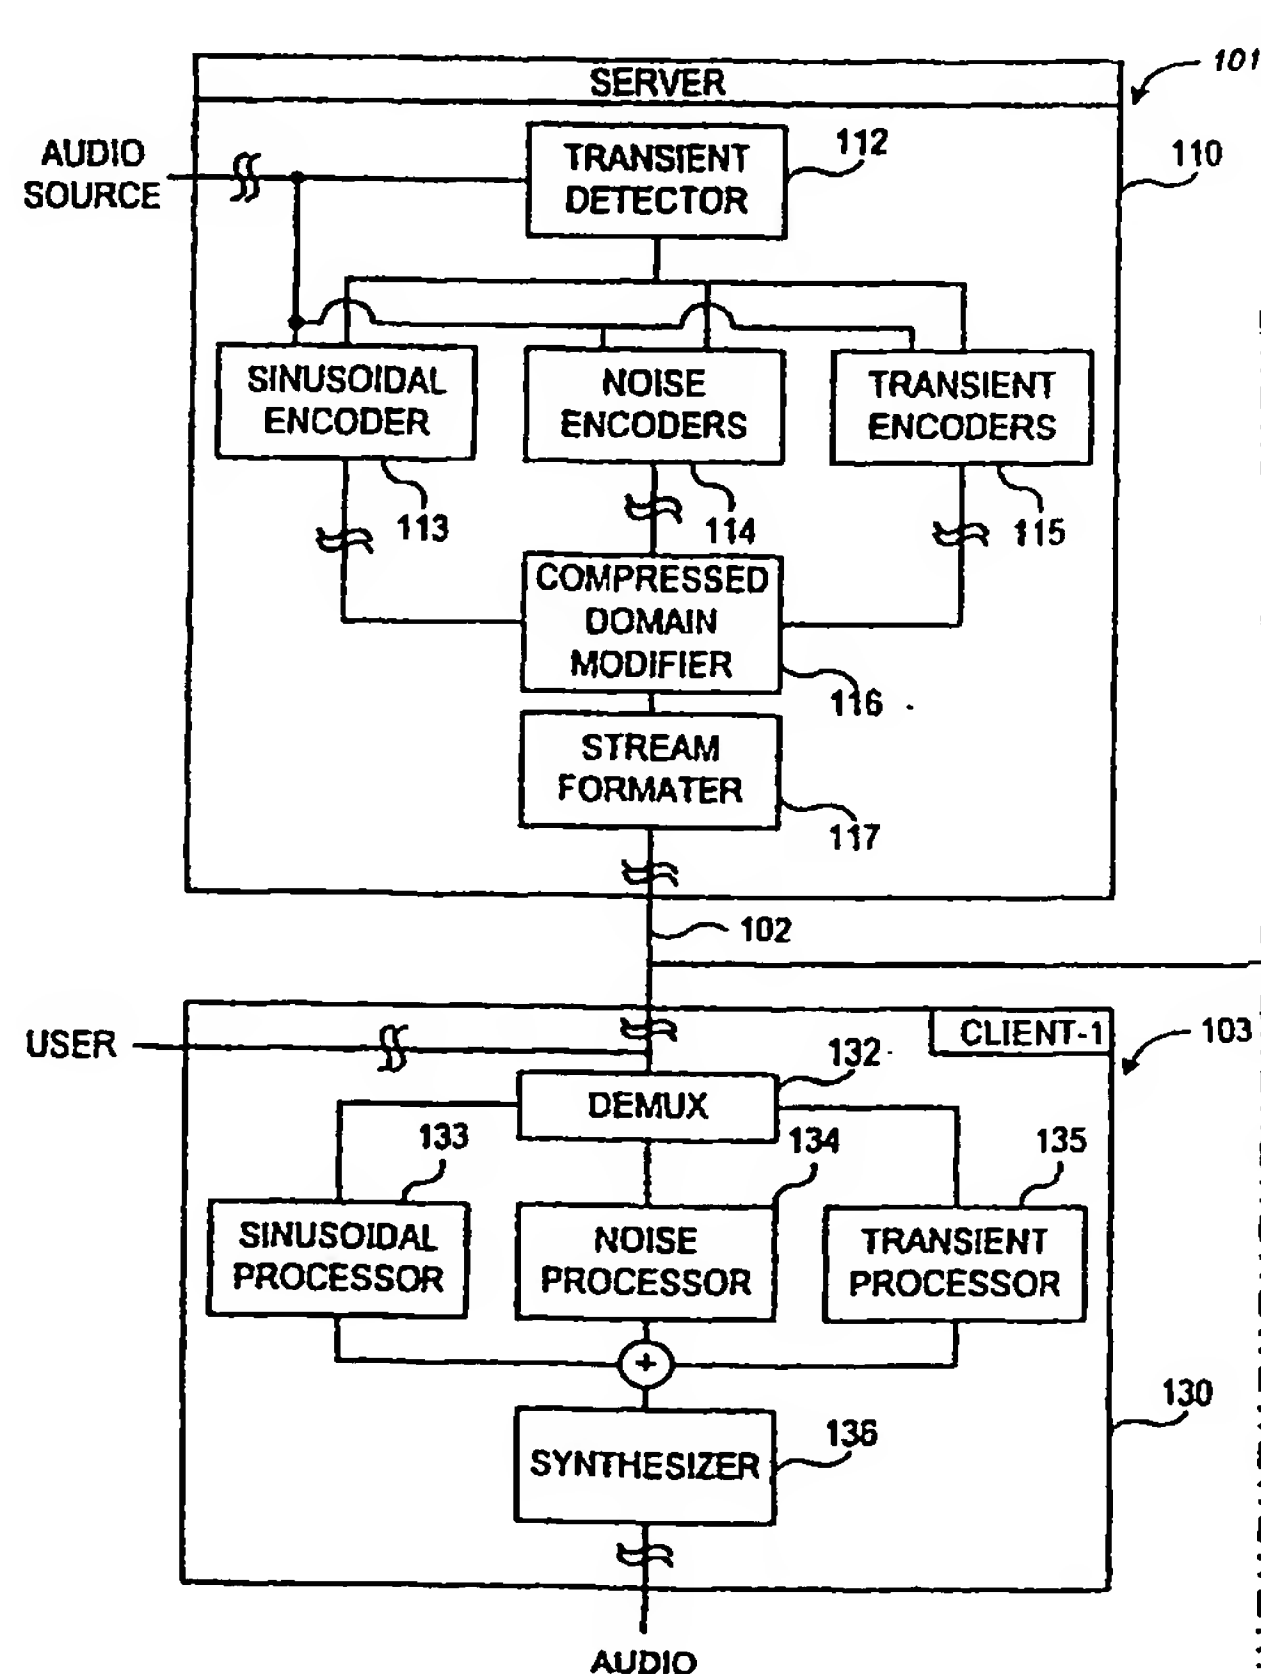 SERVER
101
AUDIO
SOURCE
TRANSIENT
DETECTOR
112
110
SINUSOIDAL
ENCODER
NOISE
ENCODERS
TRANSIENT
ENCODERS
113
114
115
COMPRESSED
DOMAIN
MODIFIER
116
STREAM
FORMATER
117
102
USER
CLIENT-1
103
132
DEMUX
133
134
135
SINUSOIDAL
PROCESSOR
NOISE
PROCESSOR
TRANSIENT
PROCESSOR
+
130
136
SYNTHESIZER
AUDIO